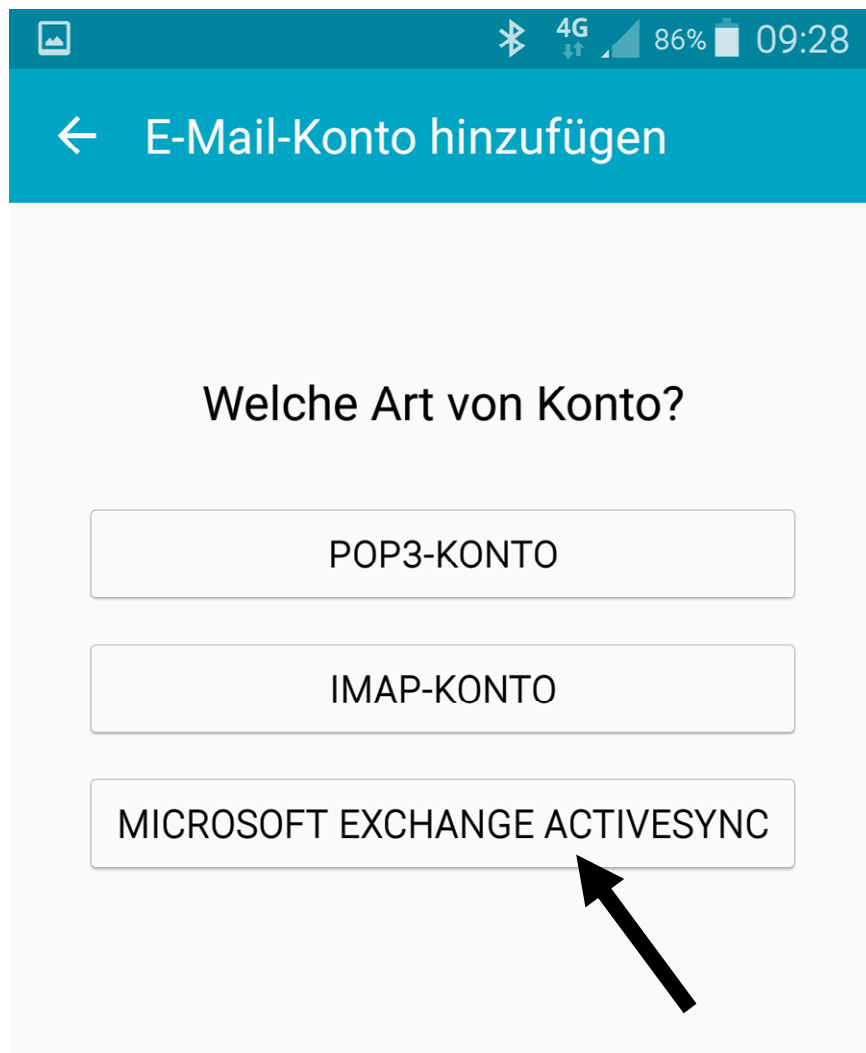 4G 86% 09:28
E-Mail-Konto hinzufügen
Welche Art von Konto?
POP3-KONTO
IMAP-KONTO
MICROSOFT EXCHANGE ACTIVESYNC